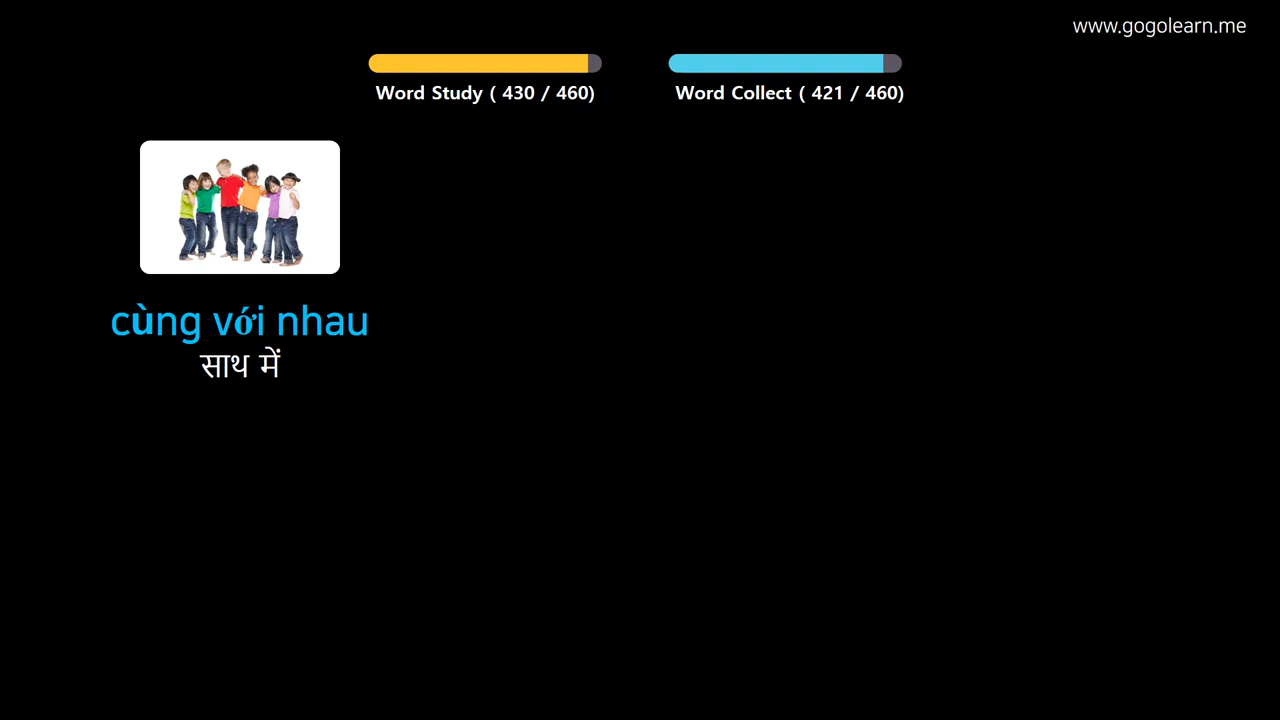 www.gogolearn.me
Word Study ( 430 / 460)
Word Collect ( 421 / 460)
cùng với nhau
साथ में